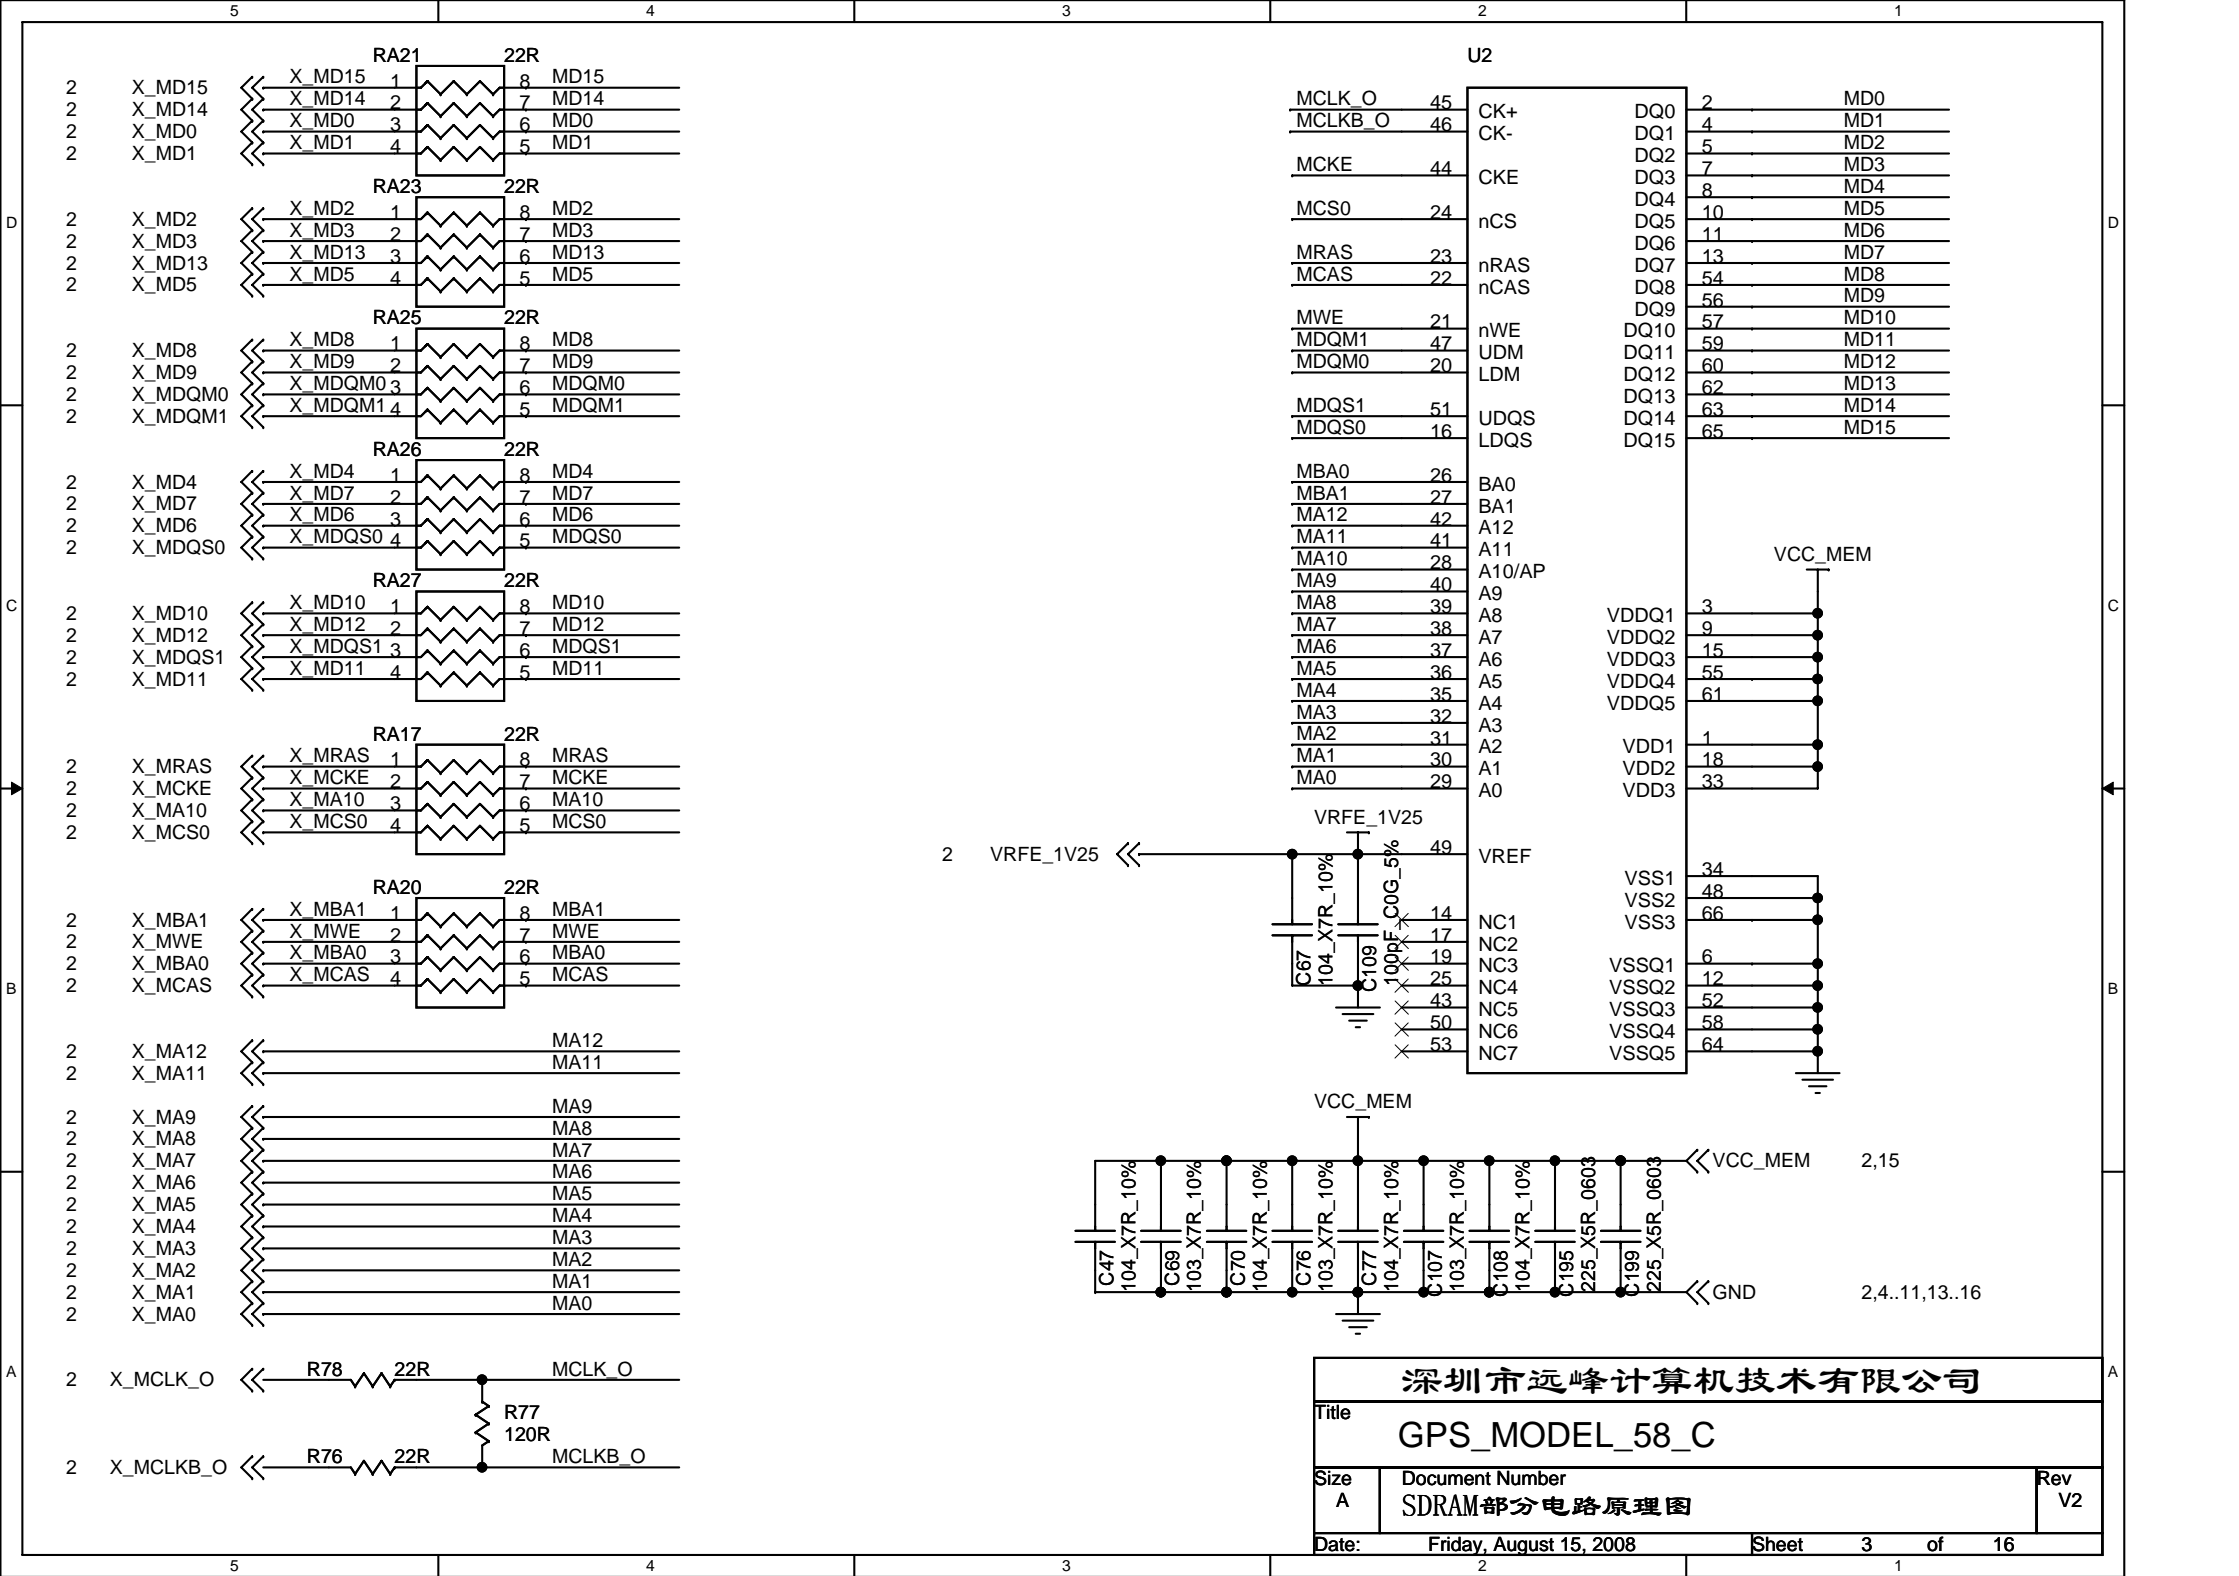 5 4 3 2 1
RA21 22R
2 X_MD15 X_MD15 1 8 MD15
2 X_MD14 X_MD14 2 7 MD14
2 X_MD0 X_MD0 3 6 MD0
2 X_MD1 X_MD1 4 5 MD1
RA23 22R
2 X_MD2 X_MD2 1 8 MD2
2 X_MD3 X_MD3 2 7 MD3
2 X_MD13 X_MD13 3 6 MD13
2 X_MD5 X_MD5 4 5 MD5
RA25 22R
2 X_MD8 X_MD8 1 8 MD8
2 X_MD9 X_MD9 2 7 MD9
2 X_MDQM0 X_MDQM0 3 6 MDQM0
2 X_MDQM1 X_MDQM1 4 5 MDQM1
RA26 22R
2 X_MD4 X_MD4 1 8 MD4
2 X_MD7 X_MD7 2 7 MD7
2 X_MD6 X_MD6 3 6 MD6
2 X_MDQS0 X_MDQS0 4 5 MDQS0
RA27 22R
2 X_MD10 X_MD10 1 8 MD10
2 X_MD12 X_MD12 2 7 MD12
2 X_MDQS1 X_MDQS1 3 6 MDQS1
2 X_MD11 X_MD11 4 5 MD11
RA17 22R
2 X_MRAS X_MRAS 1 8 MRAS
2 X_MCKE X_MCKE 2 7 MCKE
2 X_MA10 X_MA10 3 6 MA10
2 X_MCS0 X_MCS0 4 5 MCS0
RA20 22R
2 X_MBA1 X_MBA1 1 8 MBA1
2 X_MWE X_MWE 2 7 MWE
2 X_MBA0 X_MBA0 3 6 MBA0
2 X_MCAS X_MCAS 4 5 MCAS
2 X_MA12 MA12
2 X_MA11 MA11
2 X_MA9 MA9
2 X_MA8 MA8
2 X_MA7 MA7
2 X_MA6 MA6
2 X_MA5 MA5
2 X_MA4 MA4
2 X_MA3 MA3
2 X_MA2 MA2
2 X_MA1 MA1
2 X_MA0 MA0
2 X_MCLK_O R78 22R MCLK_O
R77
120R
2 X_MCLKB_O R76 22R MCLKB_O
U2
MCLK_O 45 CK+
MCLKB_O 46 CK-
MCKE 44 CKE
MCS0 24 nCS
MRAS 23 nRAS
MCAS 22 nCAS
MWE 21 nWE
MDQM1 47 UDM
MDQM0 20 LDM
MDQS1 51 UDQS
MDQS0 16 LDQS
MBA0 26 BA0
MBA1 27 BA1
MA12 42 A12
MA11 41 A11
MA10 28 A10/AP
MA9 40 A9
MA8 39 A8
MA7 38 A7
MA6 37 A6
MA5 36 A5
MA4 35 A4
MA3 32 A3
MA2 31 A2
MA1 30 A1
MA0 29 A0
VRFE_1V25
2 VRFE_1V25 49 VREF
C67 104_X7R_10%
C109 100pF_C0G_5%
14 NC1
17 NC2
19 NC3
25 NC4
43 NC5
50 NC6
53 NC7
DQ0 2 MD0
DQ1 4 MD1
DQ2 5 MD2
DQ3 7 MD3
DQ4 8 MD4
DQ5 10 MD5
DQ6 11 MD6
DQ7 13 MD7
DQ8 54 MD8
DQ9 56 MD9
DQ10 57 MD10
DQ11 59 MD11
DQ12 60 MD12
DQ13 62 MD13
DQ14 63 MD14
DQ15 65 MD15
VCC_MEM
VDDQ1 3
VDDQ2 9
VDDQ3 15
VDDQ4 55
VDDQ5 61
VDD1 1
VDD2 18
VDD3 33
VSS1 34
VSS2 48
VSS3 66
VSSQ1 6
VSSQ2 12
VSSQ3 52
VSSQ4 58
VSSQ5 64
VCC_MEM
VCC_MEM 2,15
C47 104_X7R_10%
C69 103_X7R_10%
C70 104_X7R_10%
C76 103_X7R_10%
C77 104_X7R_10%
C107 103_X7R_10%
C108 104_X7R_10%
C195 225_X5R_0603
C199 225_X5R_0603
GND 2,4..11,13..16
D D
C C
B B
A A
深圳市远峰计算机技术有限公司
Title
GPS_MODEL_58_C
Size Document Number Rev
A SDRAM部分电路原理图 V2
Date: Friday, August 15, 2008 Sheet 3 of 16
5 4 3 2 1